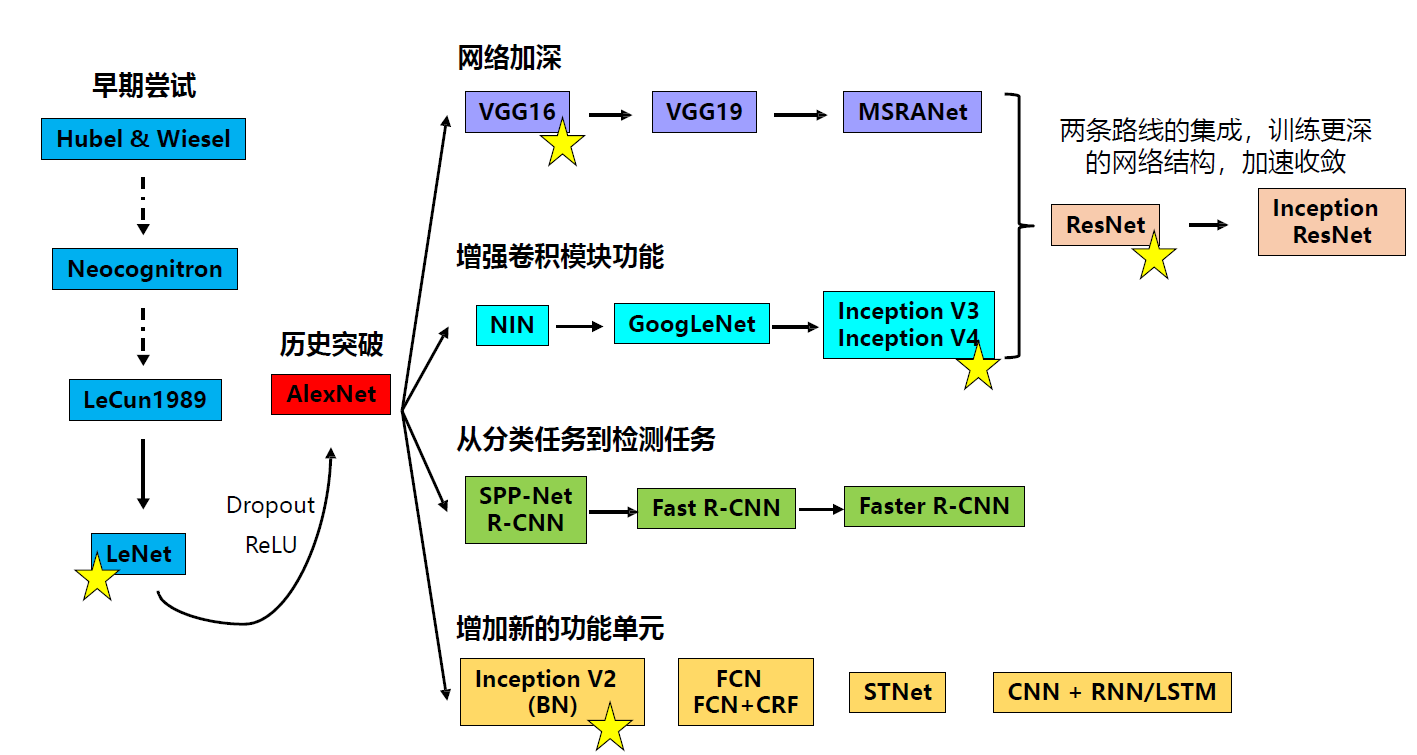 早期尝试
Hubel & Wiesel
Neocognitron
LeCun1989
LeNet
Dropout
ReLU
历史突破
AlexNet
网络加深
VGG16
VGG19
MSRANet
增强卷积模块功能
NIN
GoogLeNet
Inception V3
Inception V4
两条路线的集成，训练更深
的网络结构，加速收敛
ResNet
Inception
ResNet
从分类任务到检测任务
SPP-Net
R-CNN
Fast R-CNN
Faster R-CNN
增加新的功能单元
Inception V2
(BN)
FCN
FCN+CRF
STNet
CNN + RNN/LSTM